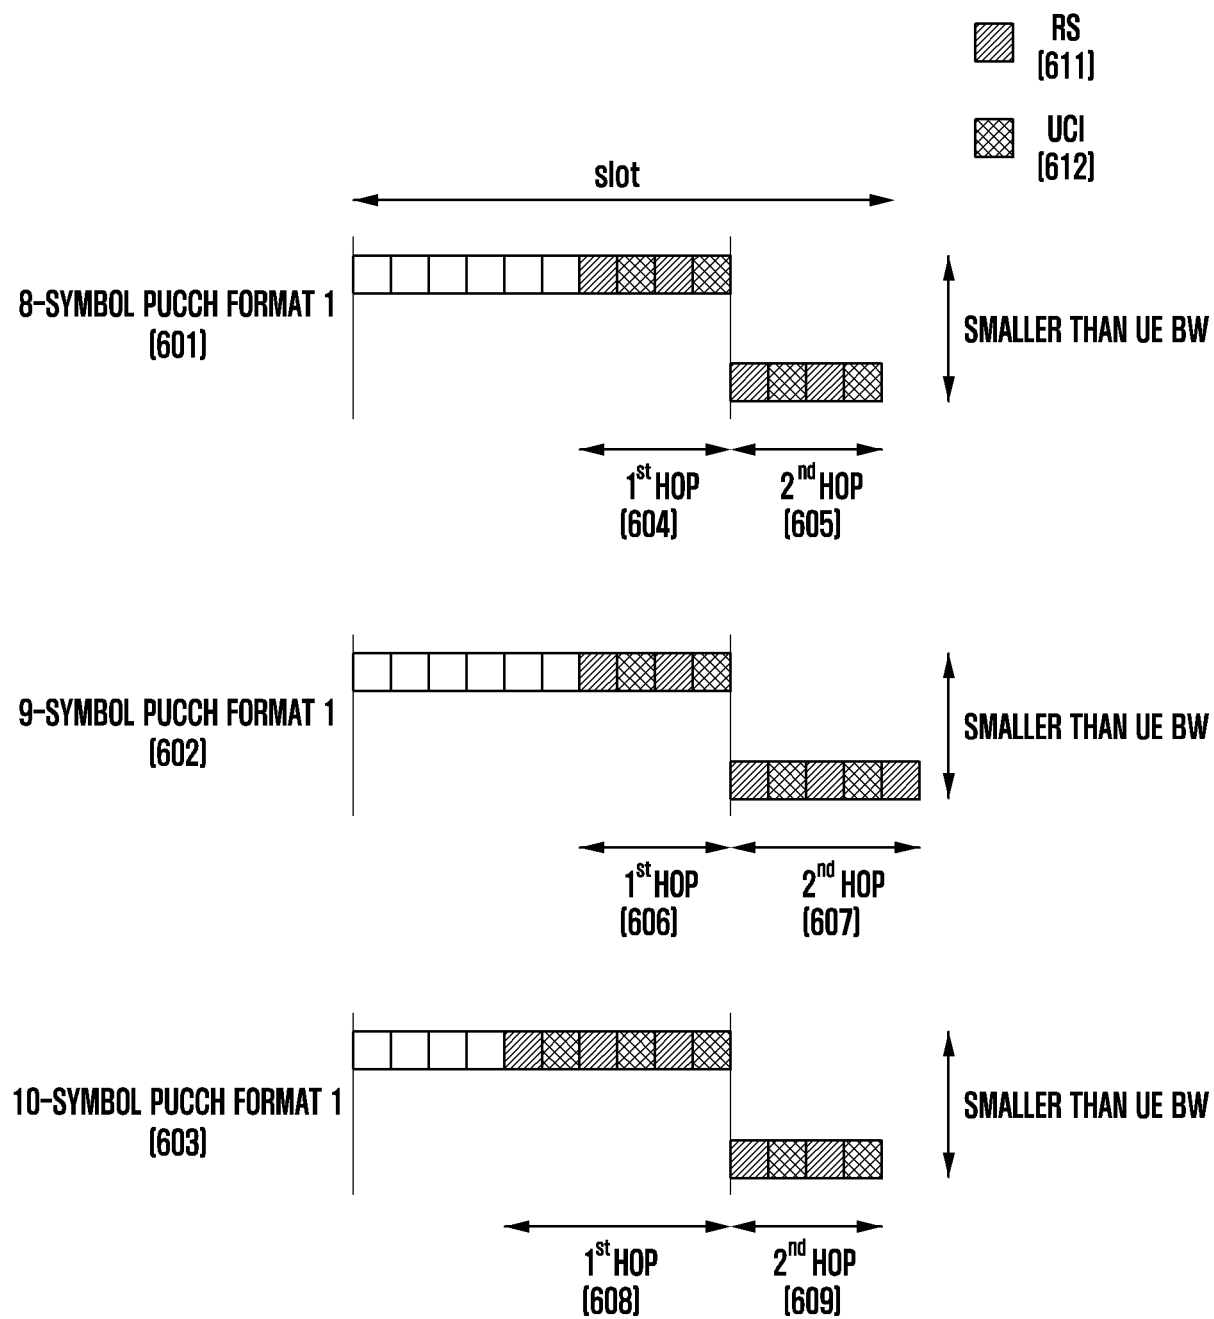 RS
[611]
UCI
[612]
slot
8-SYMBOL PUCCH FORMAT 1
[601]
SMALLER THAN UE BW
1st HOP
[604]
2nd HOP
[605]
9-SYMBOL PUCCH FORMAT 1
[602]
SMALLER THAN UE BW
1st HOP
[606]
2nd HOP
[607]
10-SYMBOL PUCCH FORMAT 1
[603]
SMALLER THAN UE BW
1st HOP
[608]
2nd HOP
[609]